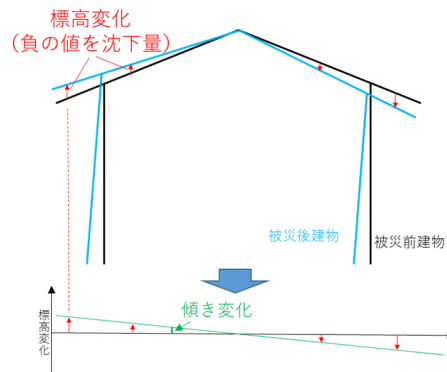 標高変化
（負の値を沈下量）
被災後建物
被災前建物
傾き変化
標高変化